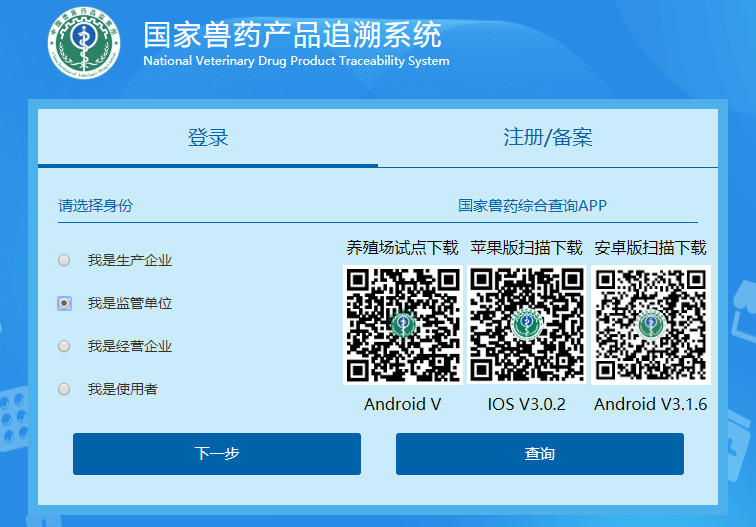 国家兽药产品追溯系统
National Veterinary Drug Product Traceability System
登录
注册/备案
请选择身份
国家兽药综合查询APP
我是生产企业
我是监管单位
我是经营企业
我是使用者
养殖场试点下载 苹果版扫描下载 安卓版扫描下载
Android V IOS V3.0.2 Android V3.1.6
下一步
查询